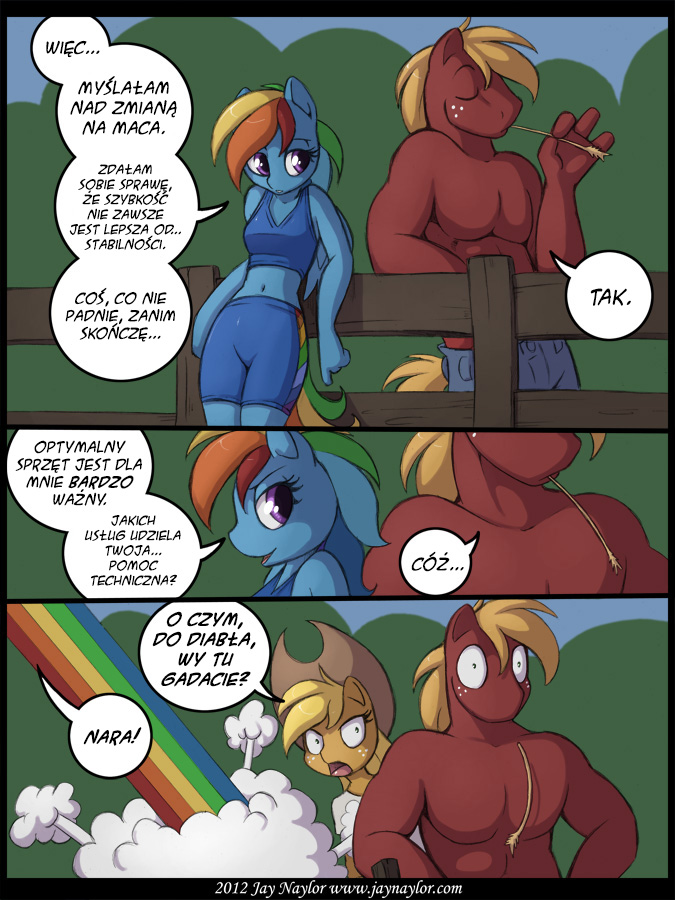 WIĘC...
MYŚLAŁAM
NAD ZMIANĄ
NA MACA.
ZDAŁAM
SOBIE SPRAWĘ,
ŻE SZYBKOŚĆ
NIE ZAWSZE
JEST LEPSZA OD...
STABILNOŚCI.
COŚ, CO NIE
PADNIE, ZANIM
SKOŃCZĘ...
TAK.
OPTYMALNY
SPRZĘT JEST DLA
MNIE BARDZO
WAŻNY.
JAKICH
USŁUG UDZIELA
TWOJA...
POMOC
TECHNICZNA?
CÓŻ...
O CZYM,
DO DIABŁA,
WY TU
GADACIE?
NARA!
2012 Jay Naylor www.jaynaylor.com